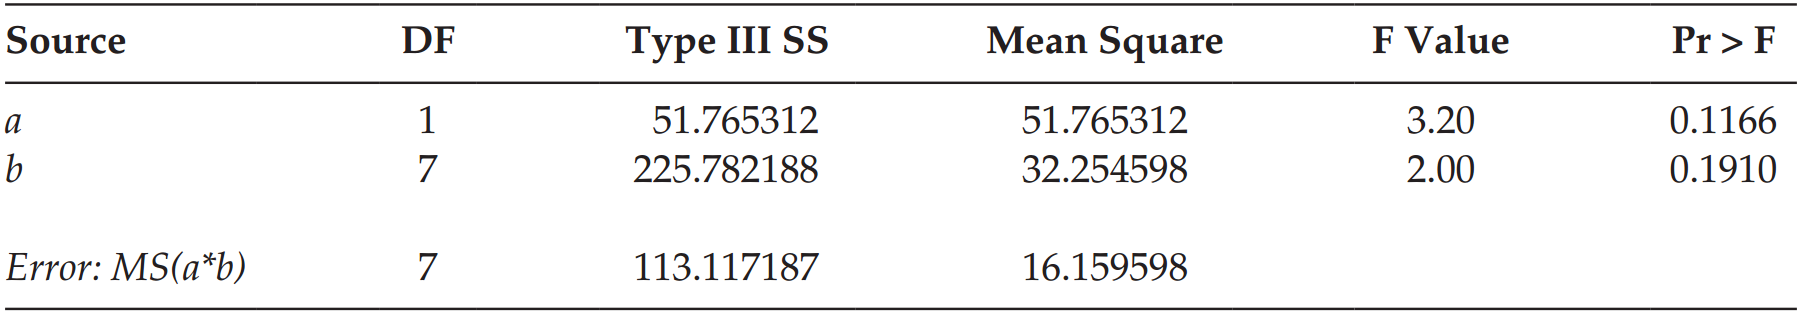 Source DF Type III SS Mean Square F Value Pr > F
a 1 51.765312 51.765312 3.20 0.1166
b 7 225.782188 32.254598 2.00 0.1910
Error: MS(a*b) 7 113.117187 16.159598